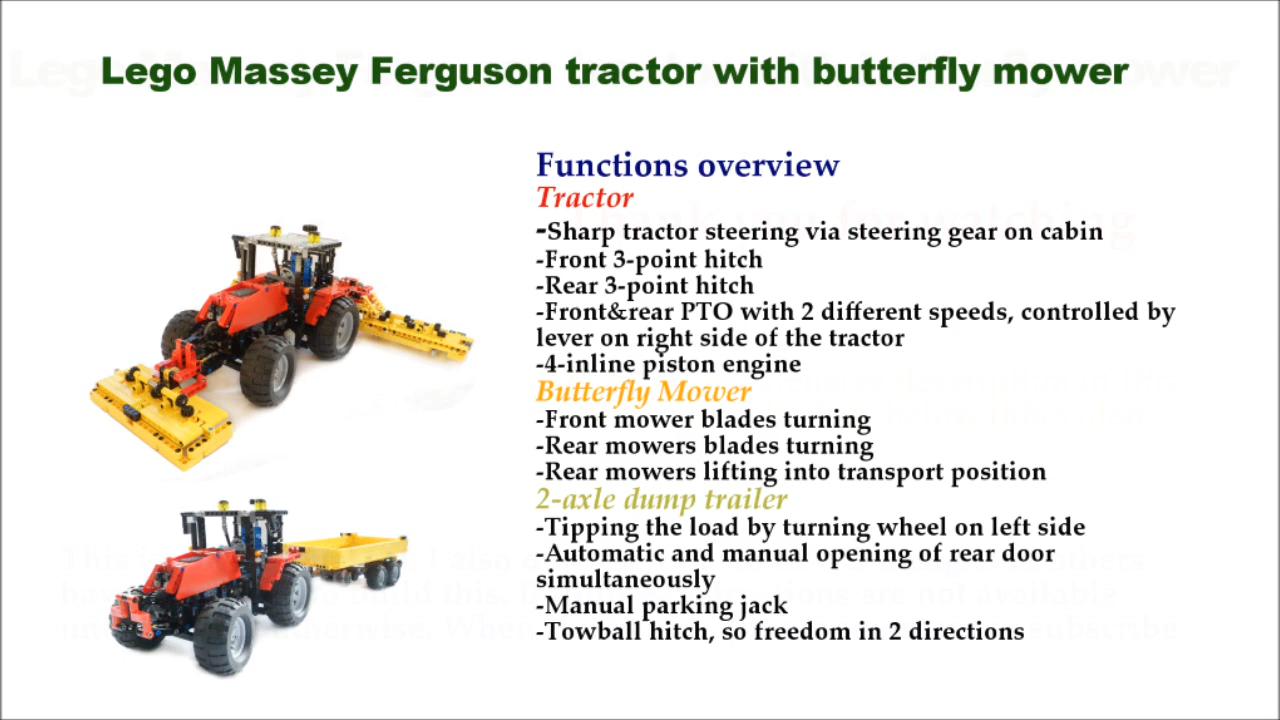 Lego Massey Ferguson tractor with butterfly mower
Functions overview
Tractor
-Sharp tractor steering via steering gear on cabin
-Front 3-point hitch
-Rear 3-point hitch
-Front&rear PTO with 2 different speeds, controlled by
lever on right side of the tractor
-4-inline piston engine
Butterfly Mower
-Front mower blades turning
-Rear mowers blades turning
-Rear mowers lifting into transport position
2-axle dump trailer
-Tipping the load by turning wheel on left side
-Automatic and manual opening of rear door
simultaneously
-Manual parking jack
-Towball hitch, so freedom in 2 directions